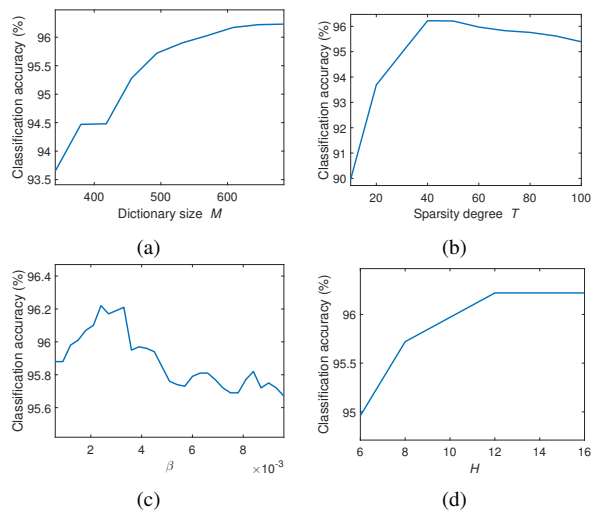 Classification accuracy (%)
96
95.5
95
94.5
94
93.5
400 500 600
Dictionary size M
(a)
Classification accuracy (%)
96
95
94
93
92
91
90
20 40 60 80 100
Sparsity degree T
(b)
Classification accuracy (%)
96.4
96.2
96
95.8
95.6
2 4 6 8
β ×10⁻³
(c)
Classification accuracy (%)
96
95.5
95
6 8 10 12 14 16
H
(d)